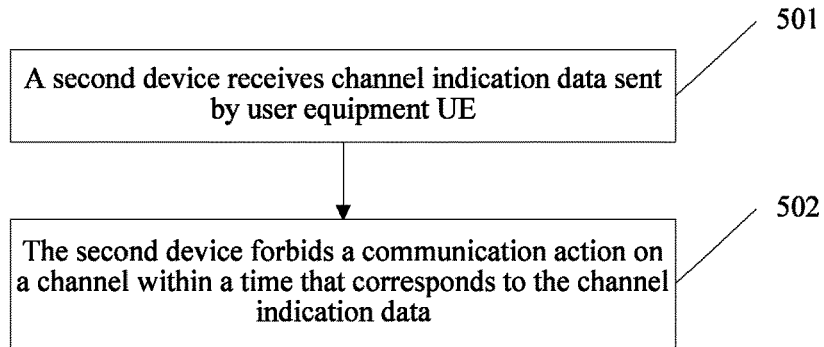 501
A second device receives channel indication data sent
by user equipment UE
502
The second device forbids a communication action on
a channel within a time that corresponds to the channel
indication data